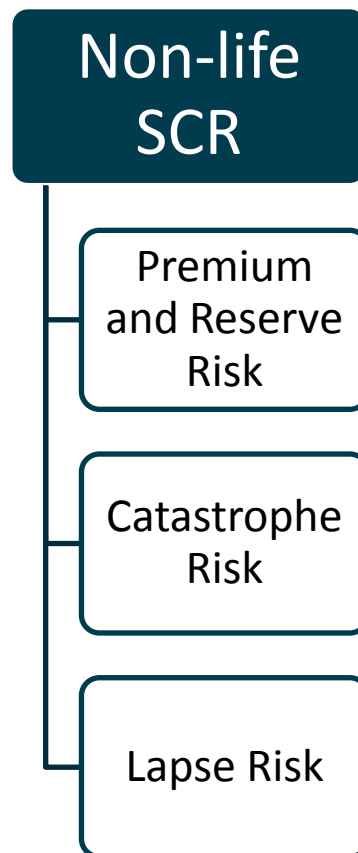 Non-life
SCR
Premium
and Reserve
Risk
Catastrophe
Risk
Lapse Risk